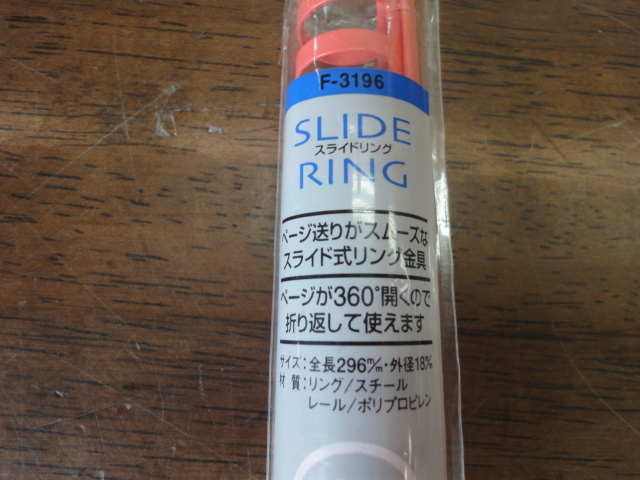 F-3196
SLIDE
スライドリング
RING
ページ送りがスムーズな
スライド式リング金具
ページが360°開くので
折り返して使えます
サイズ:全長296m/m・外径18m/m
材 質:リング/スチール
レール/ポリプロピレン